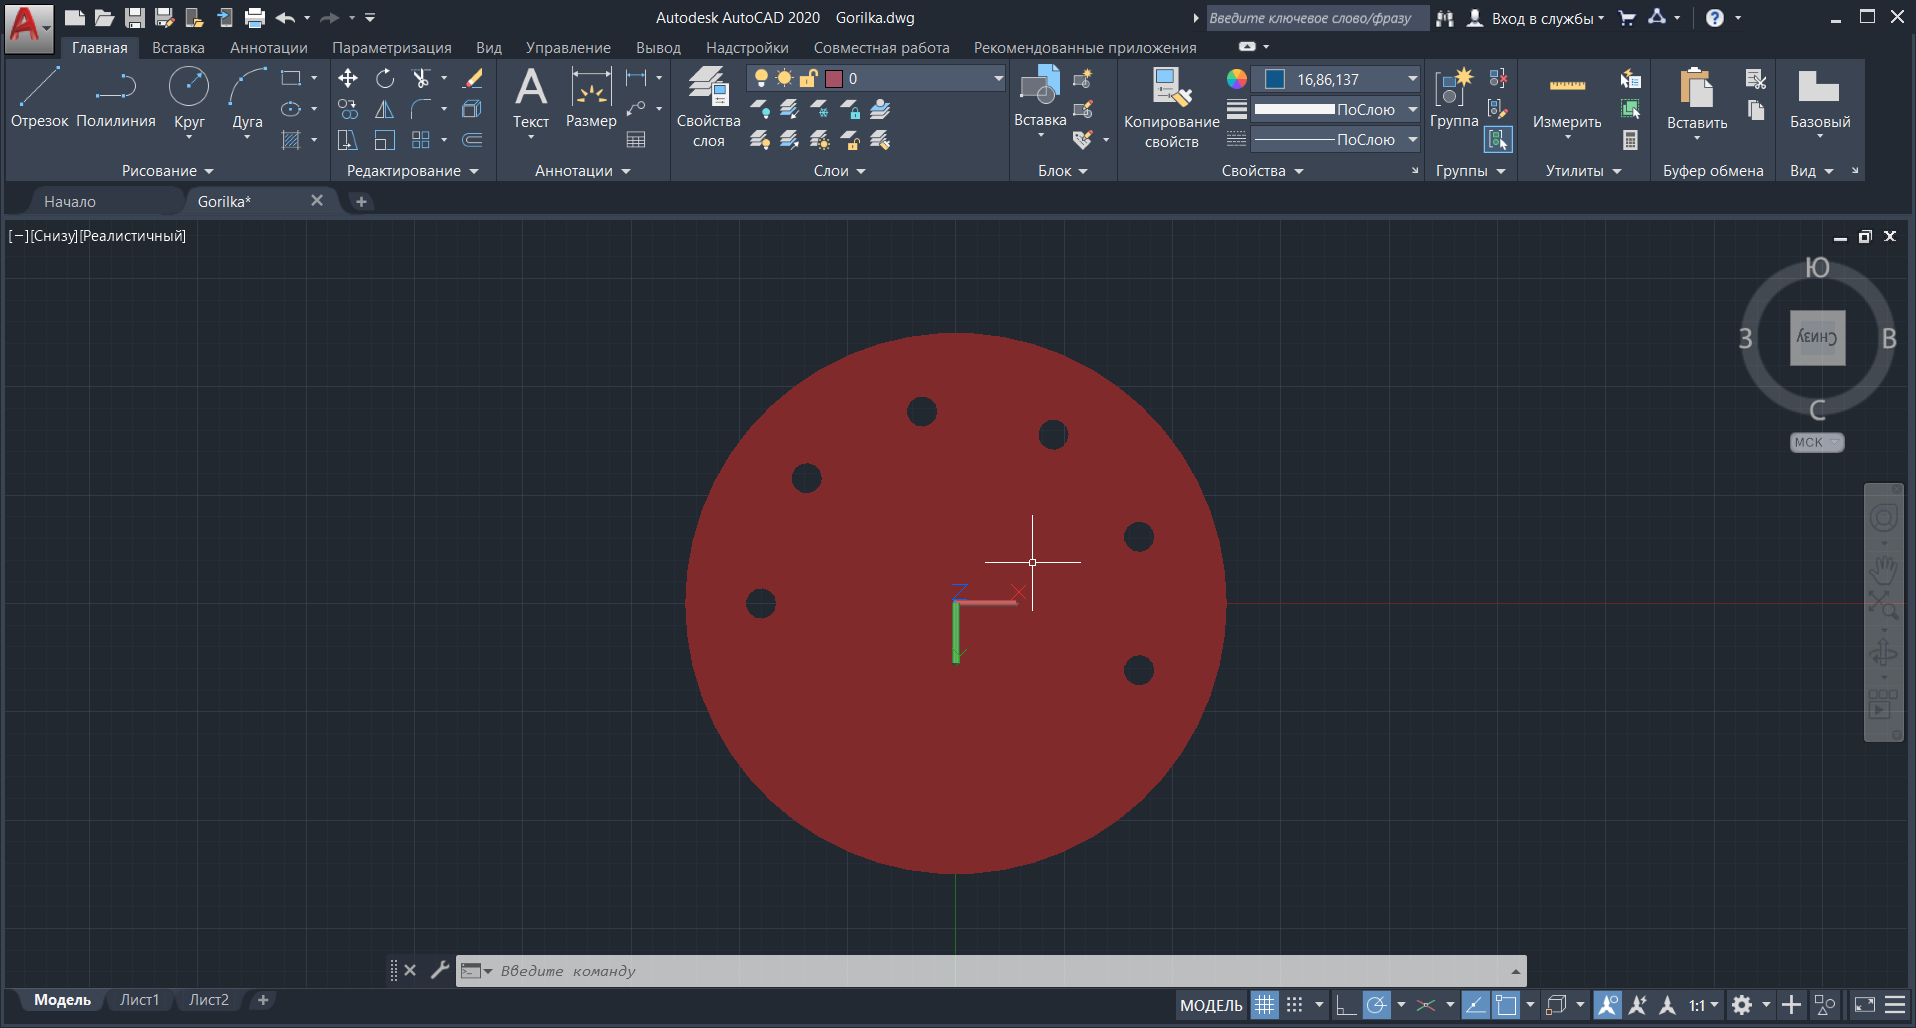 Autodesk AutoCAD 2020 Gorilka.dwg
Введите ключевое слово/фразу
Вход в службы
Главная Вставка Аннотации Параметризация Вид Управление Вывод Надстройки Совместная работа Рекомендованные приложения
Отрезок Полилиния Круг Дуга
Рисование
Редактирование
Текст Размер
Аннотации
Свойства слоя
0
Слои
Вставка
Блок
Копирование свойств
16,86,137
ПоСлою
ПоСлою
Свойства
Группа
Группы
Измерить
Утилиты
Вставить
Буфер обмена
Базовый
Вид
Начало Gorilka*
[−][Снизу][Реалистичный]
Ю
З Снизу В
С
МСК
X
Введите команду
Модель Лист1 Лист2
МОДЕЛЬ 1:1